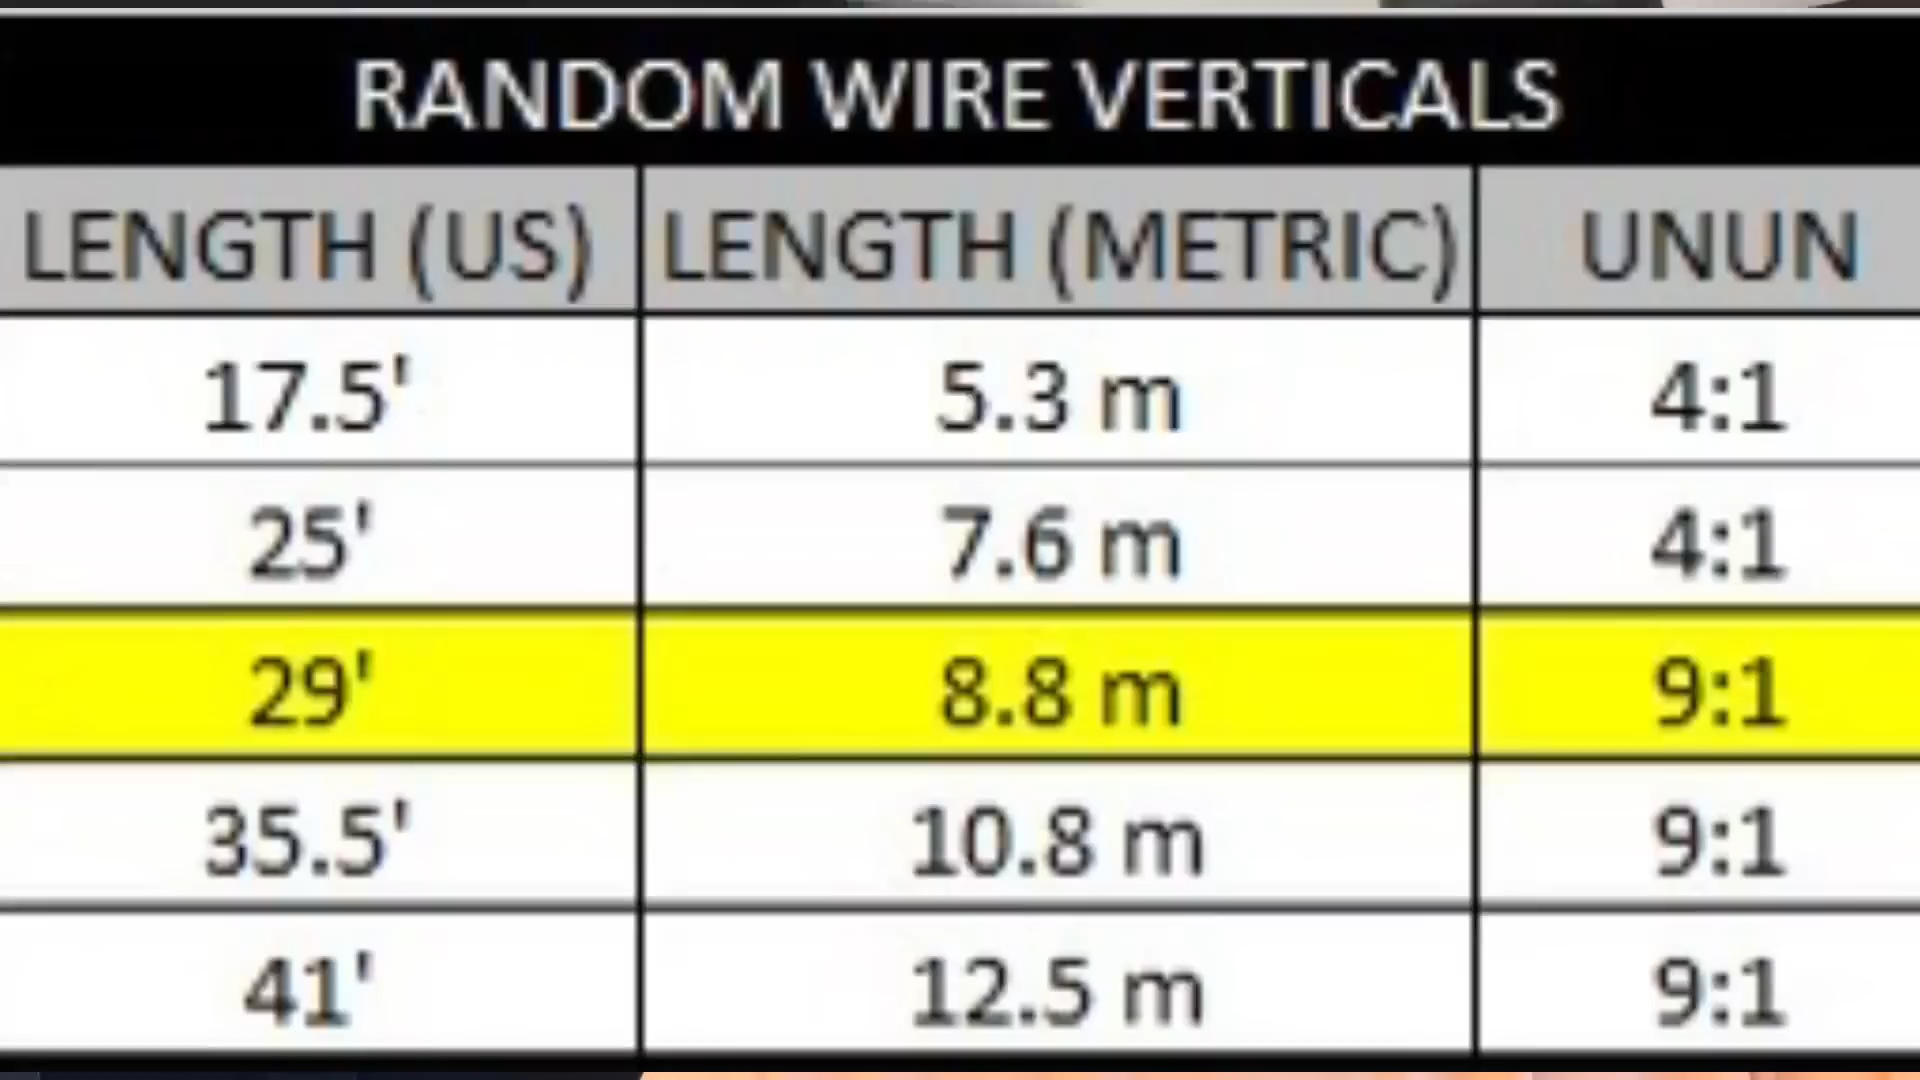 RANDOM WIRE VERTICALS
LENGTH (US) LENGTH (METRIC) UNUN
17.5' 5.3 m 4:1
25' 7.6 m 4:1
29' 8.8 m 9:1
35.5' 10.8 m 9:1
41' 12.5 m 9:1